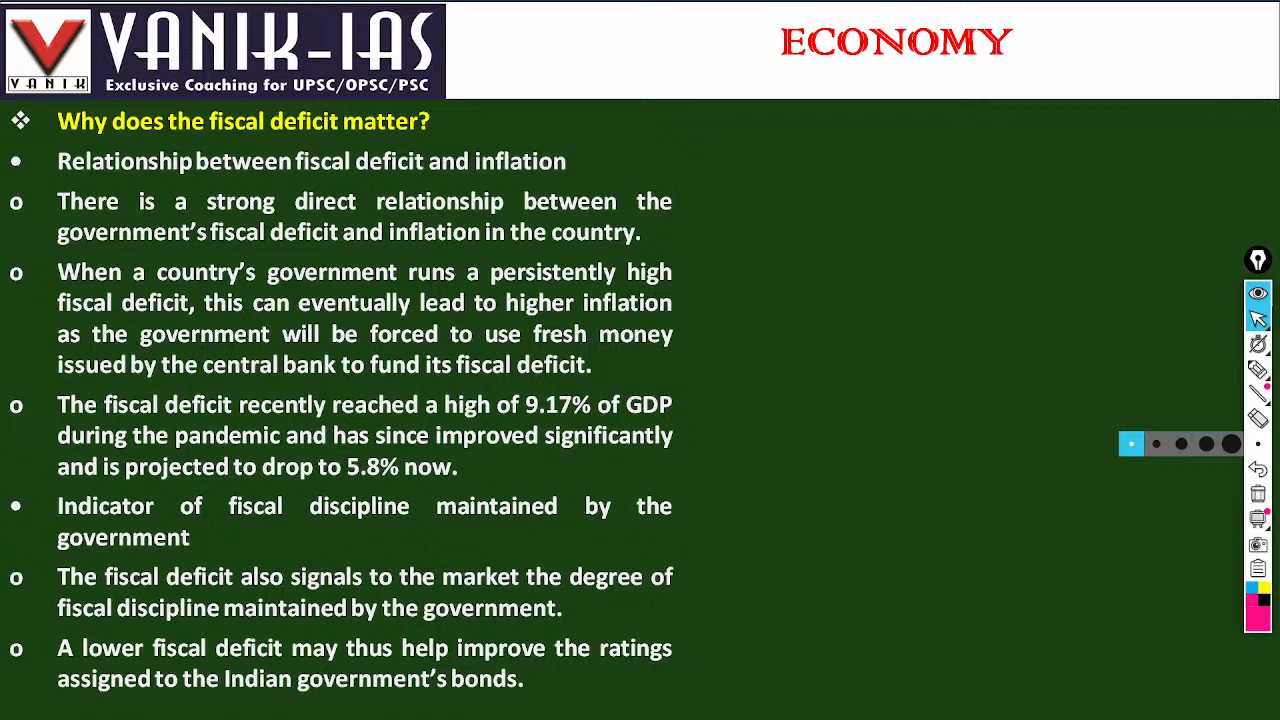 VANIK-IAS
VANIK
Exclusive Coaching for UPSC/OPSC/PSC
ECONOMY
❖ Why does the fiscal deficit matter?
• Relationship between fiscal deficit and inflation
o There is a strong direct relationship between the
government’s fiscal deficit and inflation in the country.
o When a country’s government runs a persistently high
fiscal deficit, this can eventually lead to higher inflation
as the government will be forced to use fresh money
issued by the central bank to fund its fiscal deficit.
o The fiscal deficit recently reached a high of 9.17% of GDP
during the pandemic and has since improved significantly
and is projected to drop to 5.8% now.
• Indicator of fiscal discipline maintained by the
government
o The fiscal deficit also signals to the market the degree of
fiscal discipline maintained by the government.
o A lower fiscal deficit may thus help improve the ratings
assigned to the Indian government’s bonds.